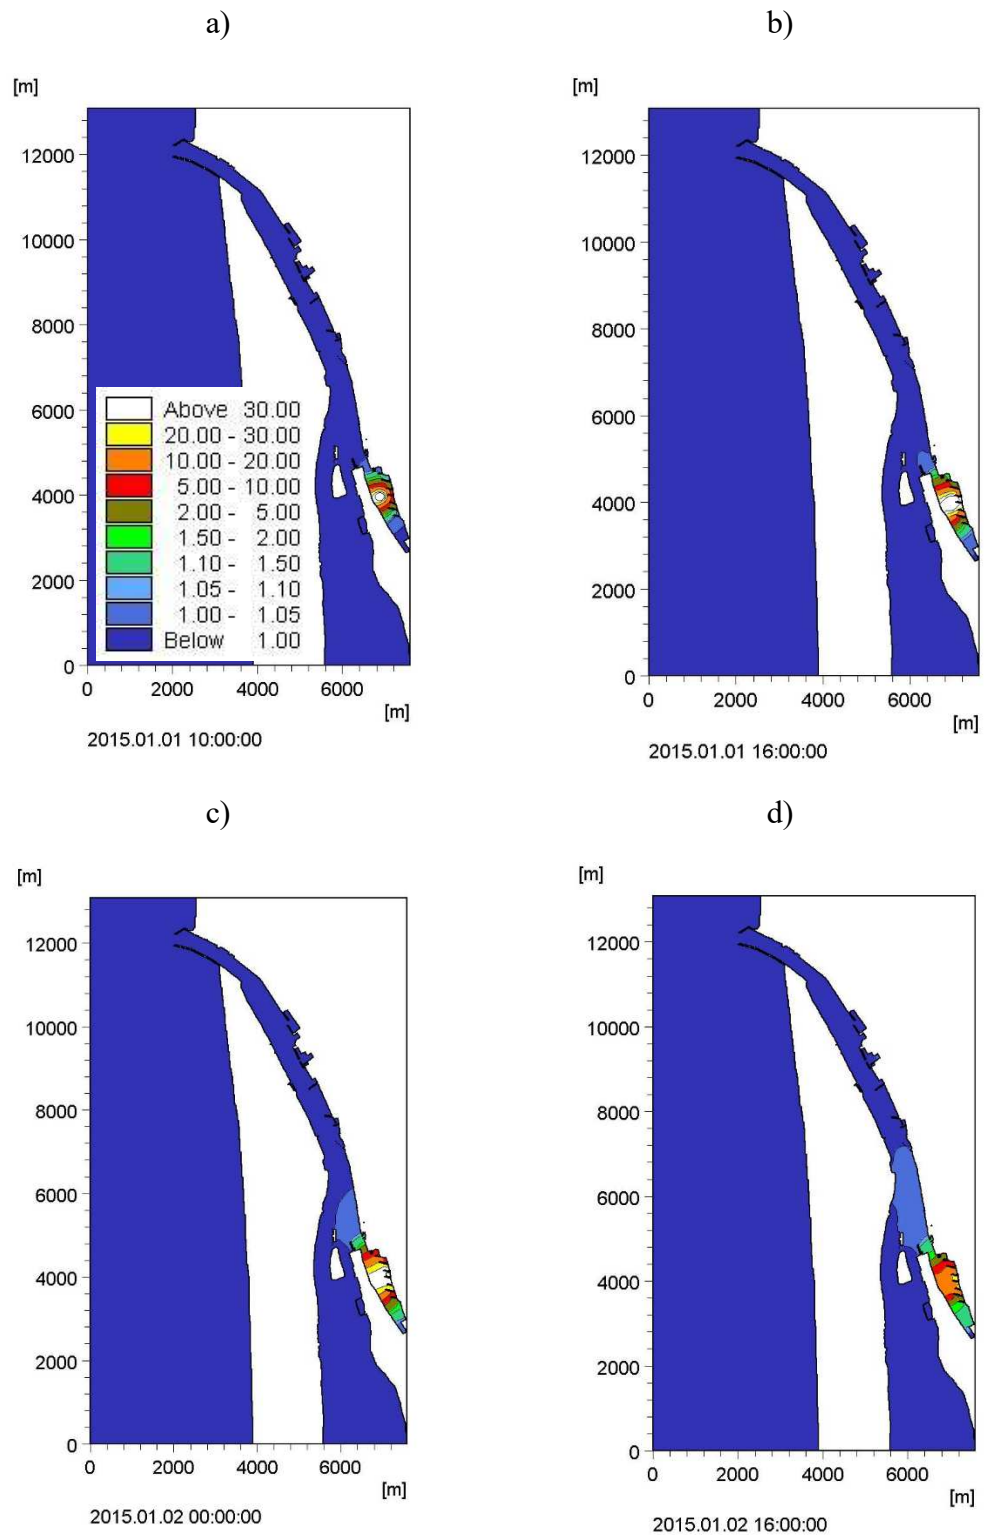 a)
[m]
12000
10000
8000
6000
4000
2000
0
Above 30.00
20.00 - 30.00
10.00 - 20.00
5.00 - 10.00
2.00 - 5.00
1.50 - 2.00
1.10 - 1.50
1.05 - 1.10
1.00 - 1.05
Below 1.00
0 2000 4000 6000
[m]
2015.01.01 10:00:00
b)
[m]
12000
10000
8000
6000
4000
2000
0
0 2000 4000 6000
[m]
2015.01.01 16:00:00
c)
[m]
12000
10000
8000
6000
4000
2000
0
0 2000 4000 6000
[m]
2015.01.02 00:00:00
d)
[m]
12000
10000
8000
6000
4000
2000
0
0 2000 4000 6000
[m]
2015.01.02 16:00:00